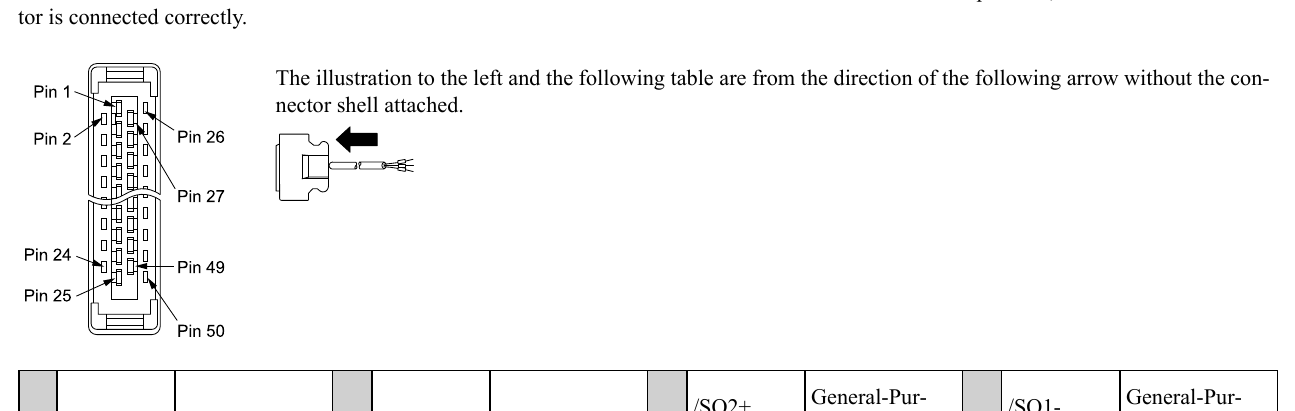 tor is connected correctly.
The illustration to the left and the following table are from the direction of the following arrow without the con-
nector shell attached.
Pin 1
Pin 2
Pin 26
Pin 27
Pin 24
Pin 49
Pin 25
Pin 50
/SO2+
General-Pur-
/SO1-
General-Pur-